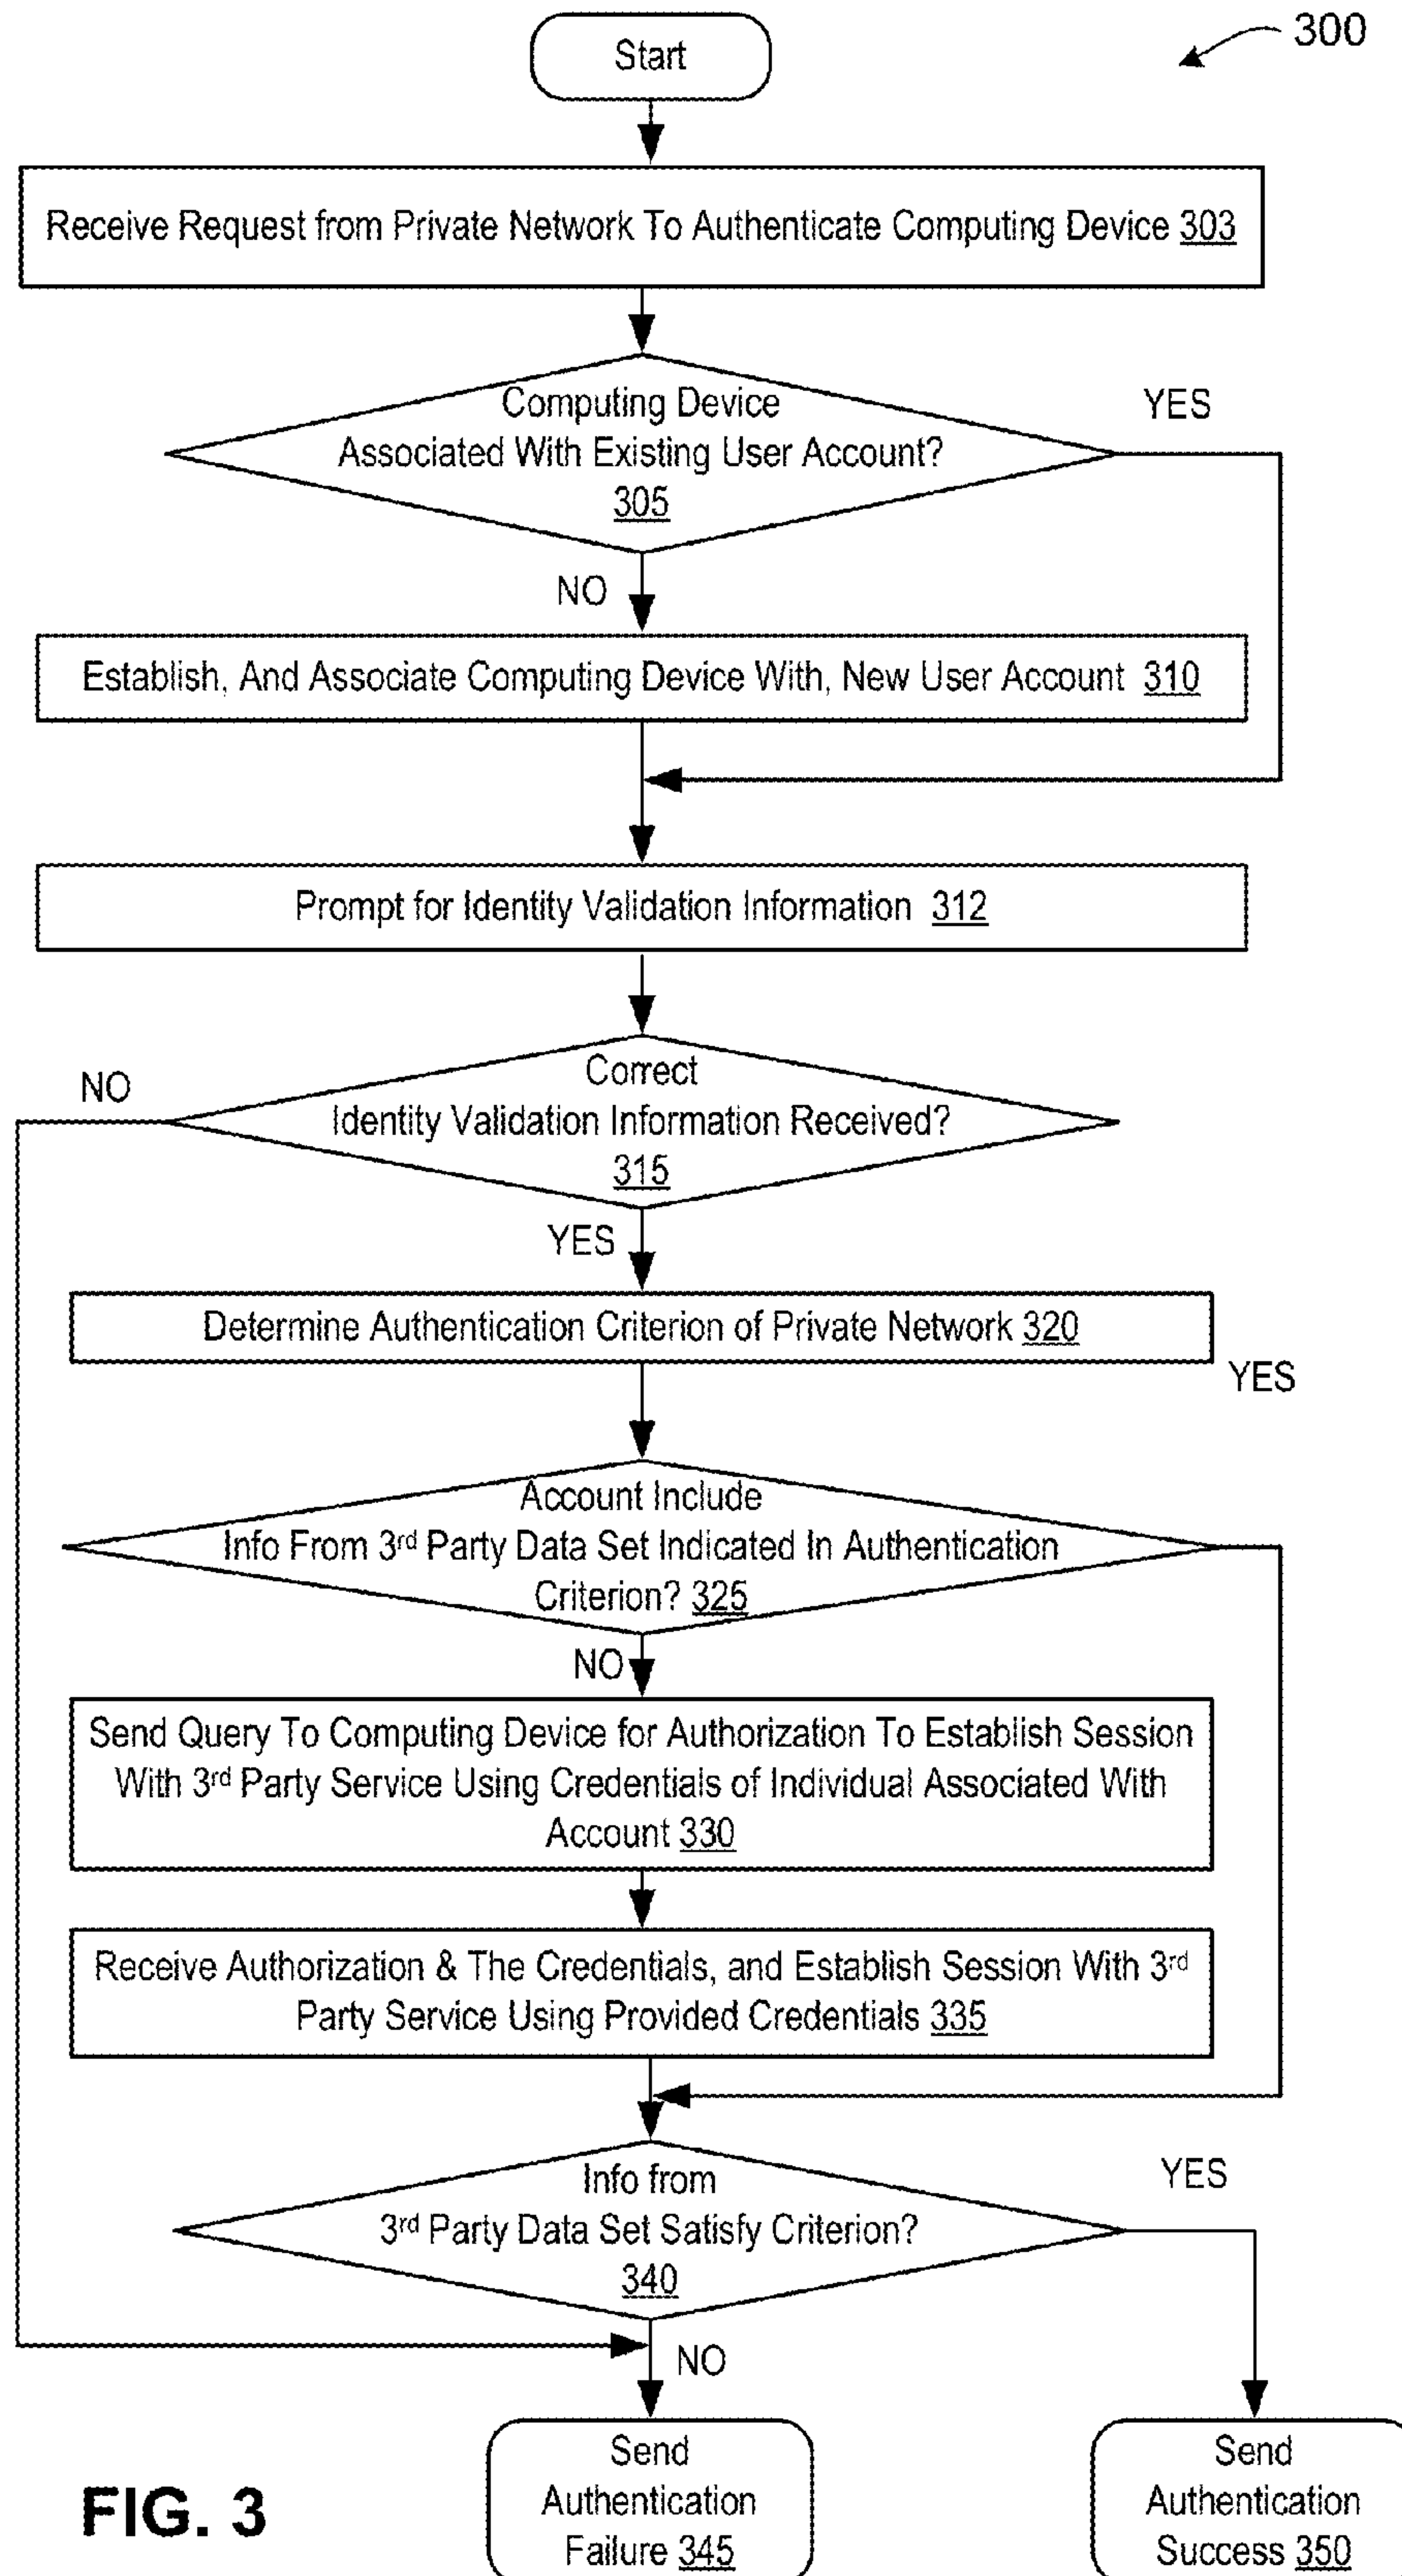 Start
300
Receive Request from Private Network To Authenticate Computing Device 303
Computing Device
Associated With Existing User Account?
305
YES
NO
Establish, And Associate Computing Device With, New User Account 310
Prompt for Identity Validation Information 312
Correct
Identity Validation Information Received?
315
NO
YES
Determine Authentication Criterion of Private Network 320
YES
Account Include
Info From 3rd Party Data Set Indicated In Authentication
Criterion? 325
NO
Send Query To Computing Device for Authorization To Establish Session
With 3rd Party Service Using Credentials of Individual Associated With
Account 330
Receive Authorization & The Credentials, and Establish Session With 3rd
Party Service Using Provided Credentials 335
Info from
3rd Party Data Set Satisfy Criterion?
340
YES
NO
Send
Authentication
Failure 345
Send
Authentication
Success 350
FIG. 3